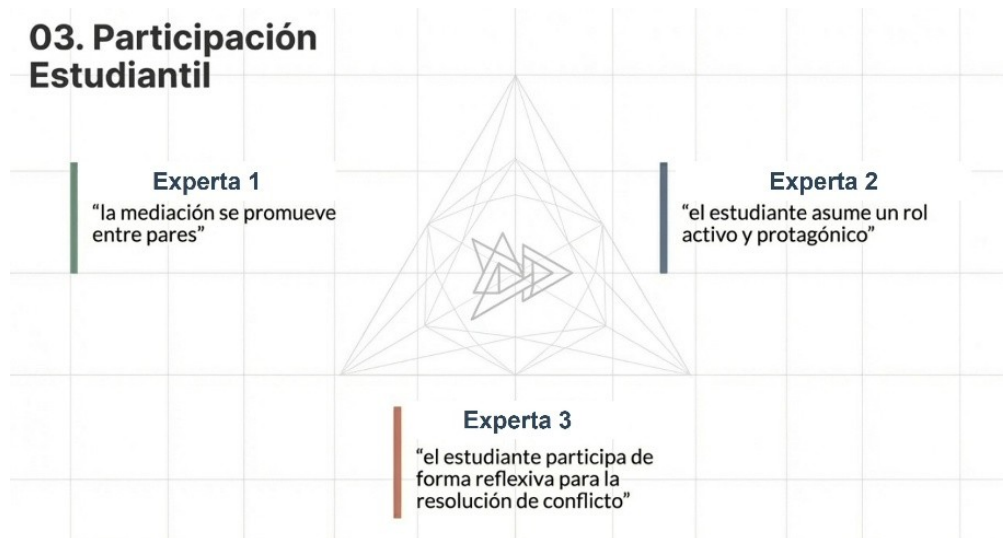 03. Participación
Estudiantil
Experta 1
“la mediación se promueve
entre pares”
Experta 2
“el estudiante asume un rol
activo y protagónico”
Experta 3
“el estudiante participa de
forma reflexiva para la
resolución de conflicto”